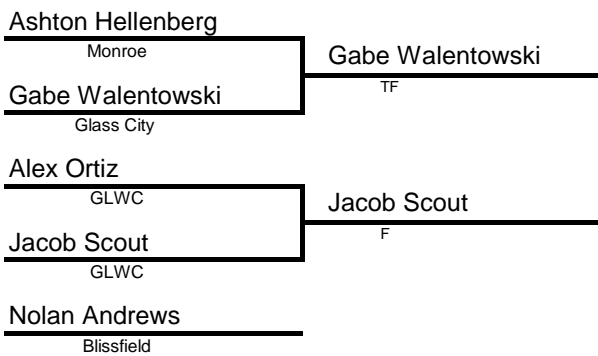 Ashton Hellenberg
Monroe
Gabe Walentowski
TF
Gabe Walentowski
Glass City
Alex Ortiz
GLWC
Jacob Scout
F
Jacob Scout
GLWC
Nolan Andrews
Blissfield